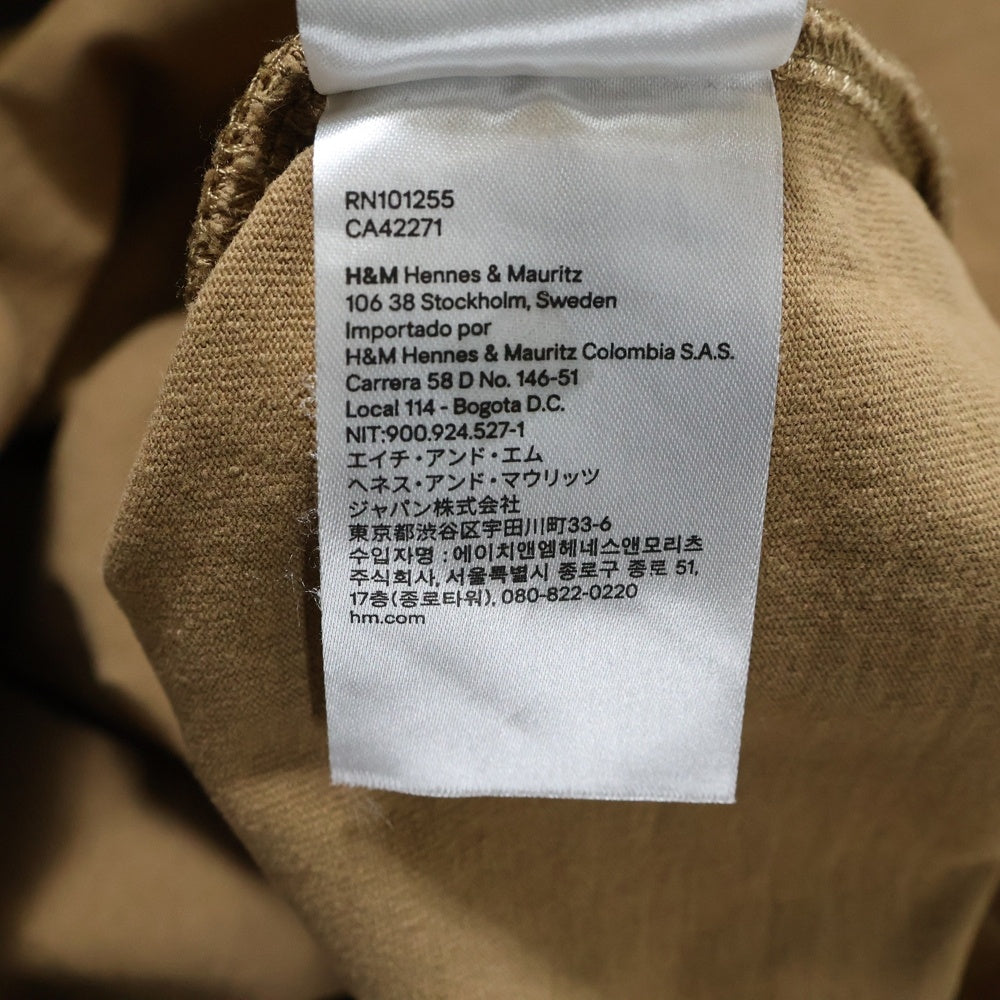 RN101255
CA42271
H&M Hennes & Mauritz
106 38 Stockholm, Sweden
Importado por
H&M Hennes & Mauritz Colombia S.A.S.
Carrera 58 D No. 146-51
Local 114 - Bogota D.C.
NIT:900.924.527-1
エイチ・アンド・エム
ヘネス・アンド・マウリッツ
ジャパン株式会社
東京都渋谷区宇田川町33-6
수입자명 : 에이치앤엠헤네스앤모리츠
주식회사, 서울특별시 종로구 종로 51,
17층(종로타워), 080-822-0220
hm.com